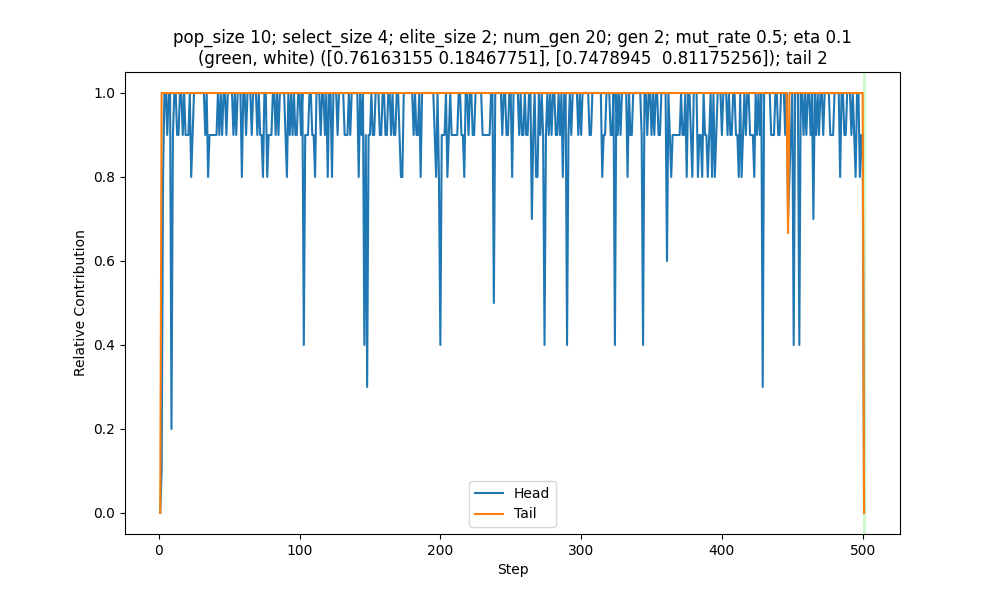 pop_size 10; select_size 4; elite_size 2; num_gen 20; gen 2; mut_rate 0.5; eta 0.1
(green, white) ([0.76163155 0.18467751], [0.7478945  0.81175256]); tail 2
Relative Contribution
1.0
0.8
0.6
0.4
0.2
0.0
Head
Tail
0
100
200
300
400
500
Step